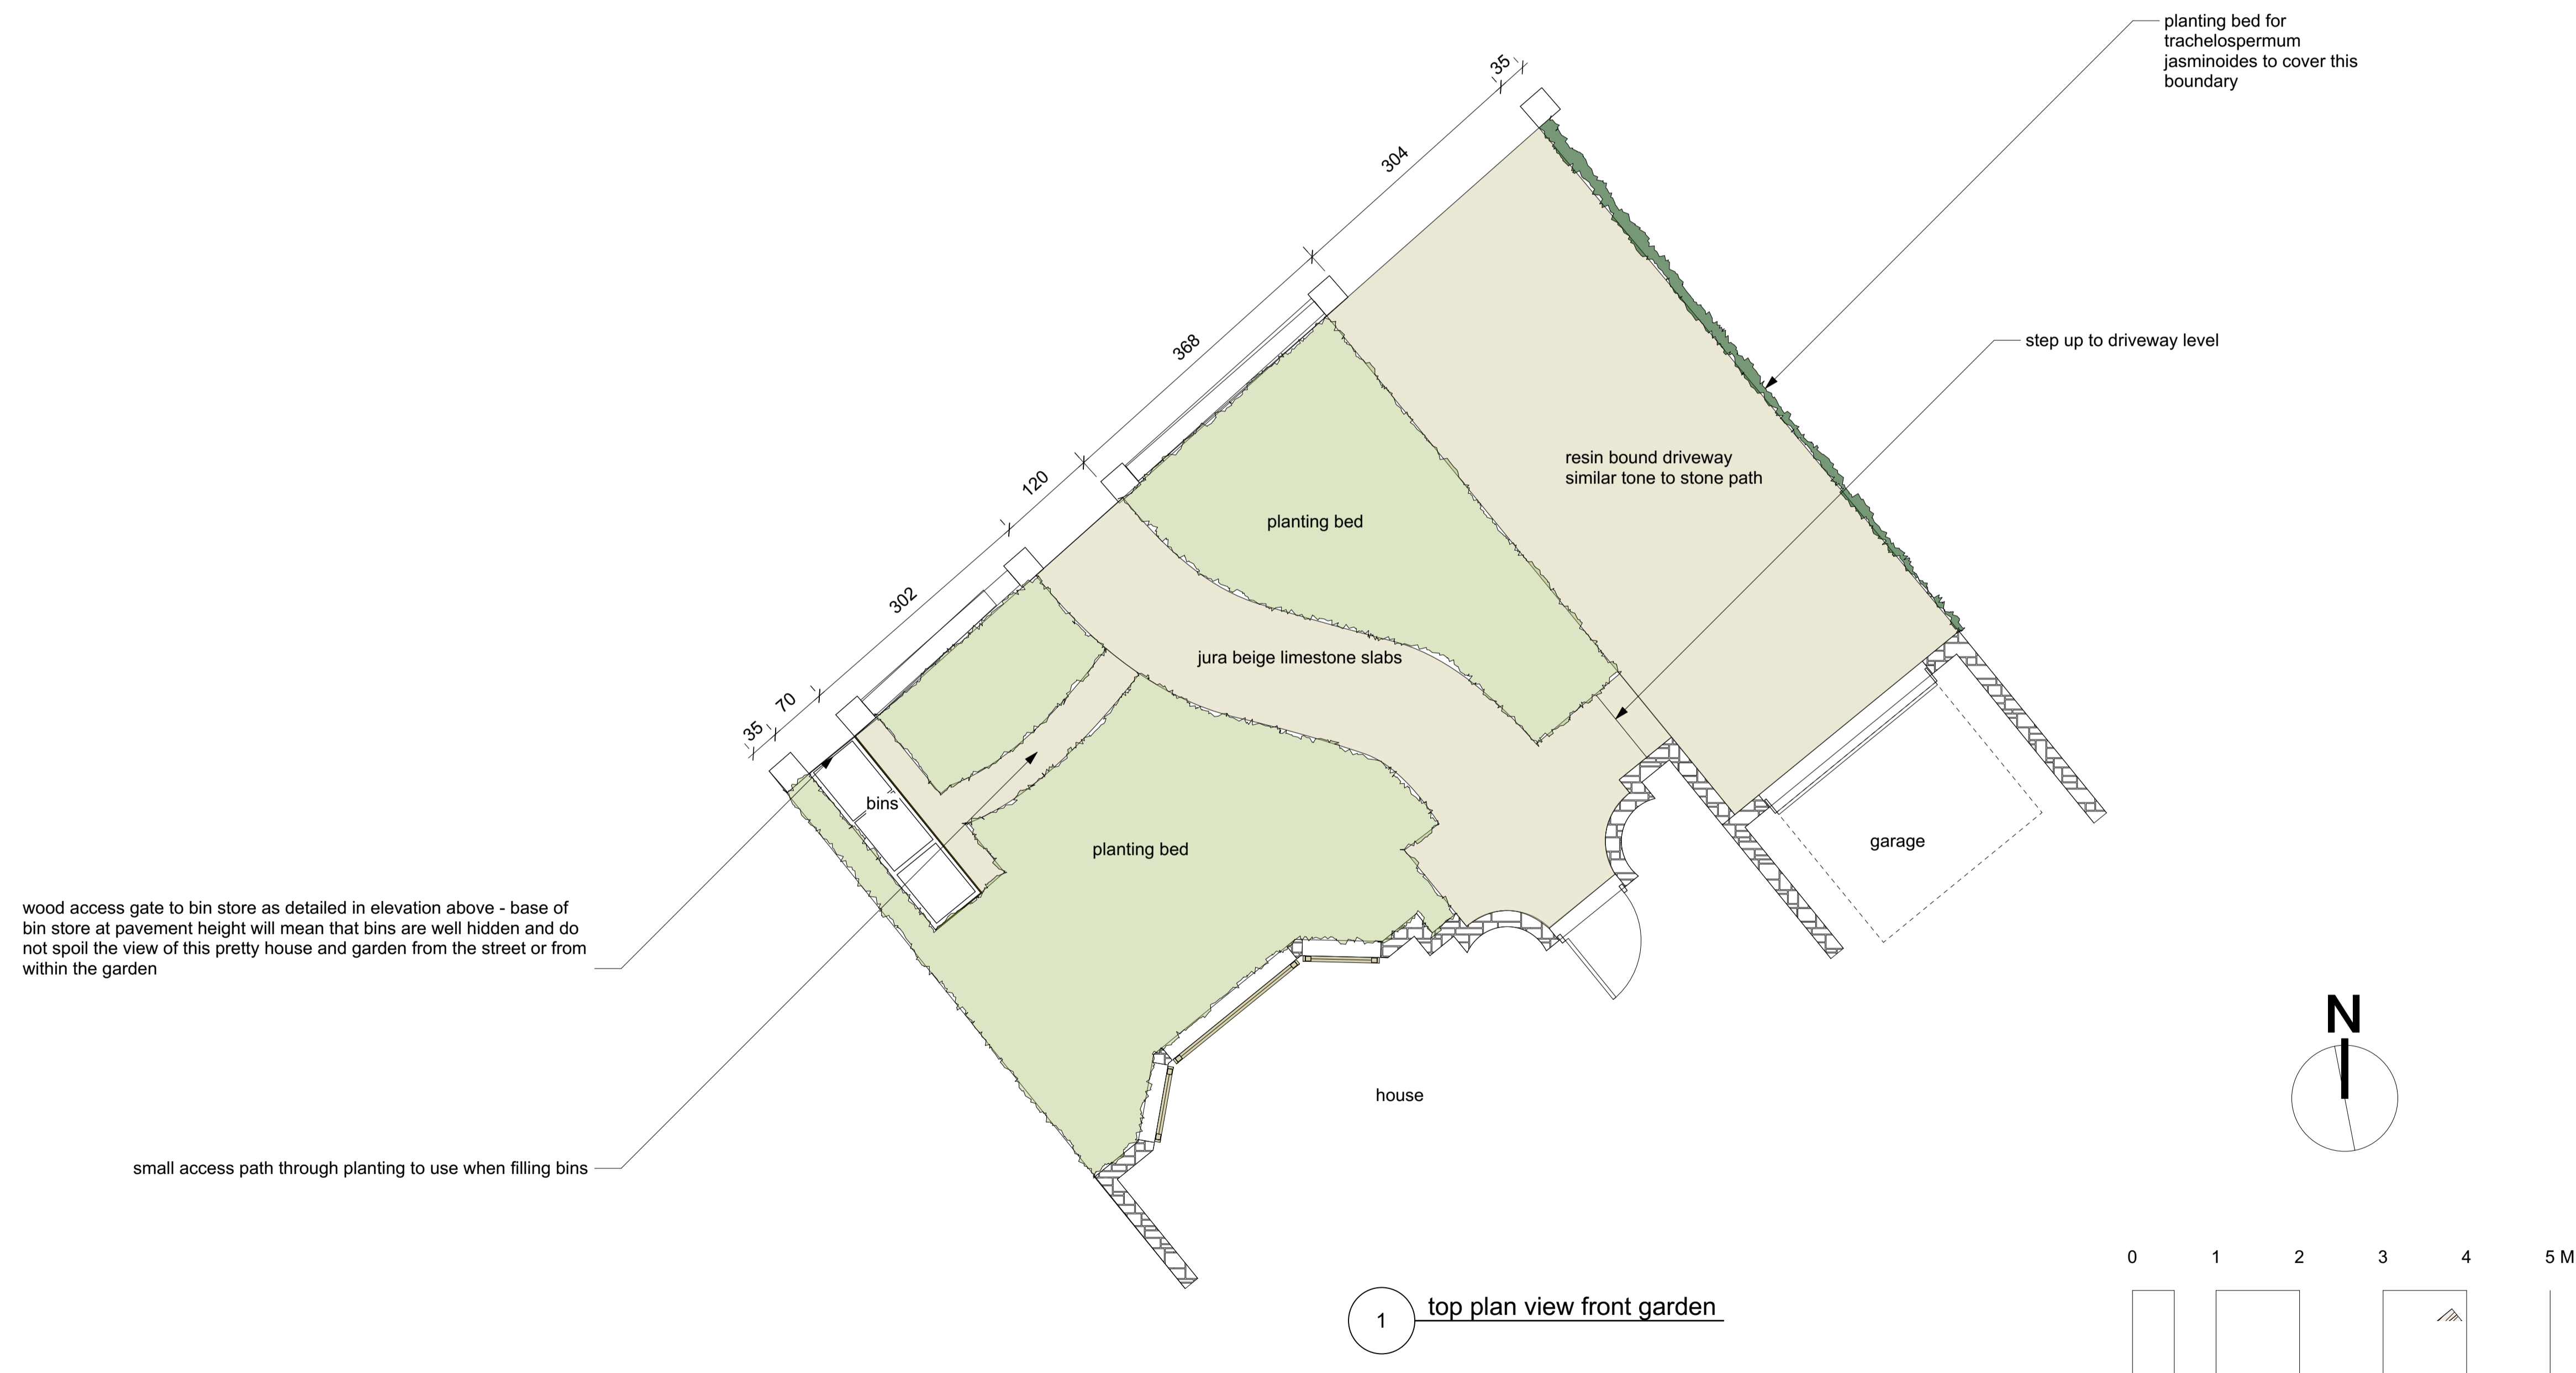 planting bed for
trachelospermum
jasminoides to cover this
boundary
35
304
step up to driveway level
368
resin bound driveway
similar tone to stone path
120
planting bed
302
jura beige limestone slabs
70
35
bins
planting bed
garage
wood access gate to bin store as detailed in elevation above - base of
bin store at pavement height will mean that bins are well hidden and do
not spoil the view of this pretty house and garden from the street or from
within the garden
N
house
small access path through planting to use when filling bins
0 1 2 3 4 5 M
1
top plan view front garden